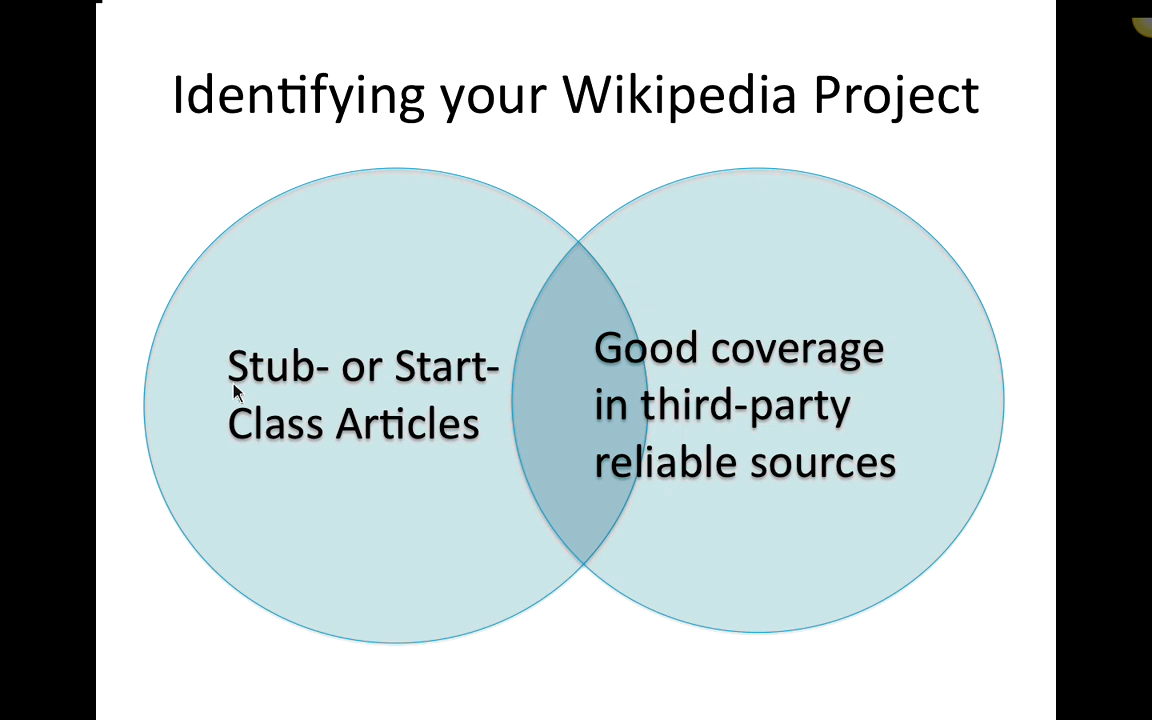 Identifying your Wikipedia Project
Stub- or Start-
Class Articles
Good coverage
in third-party
reliable sources